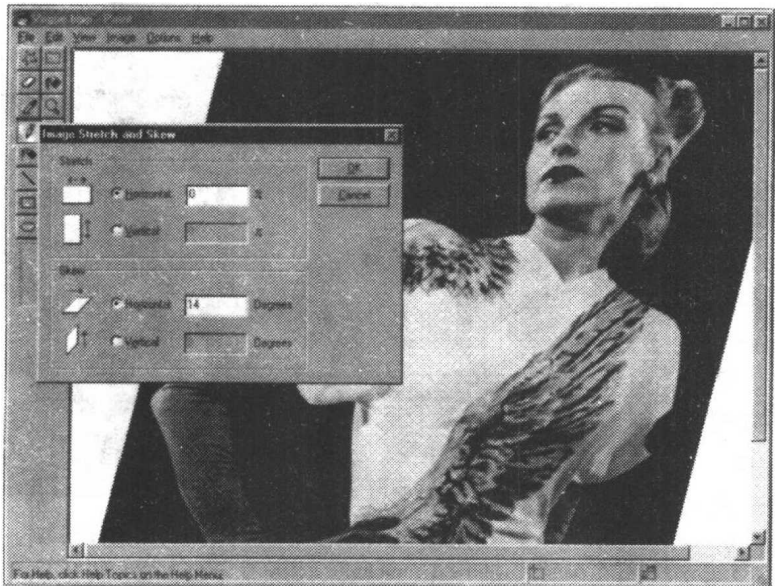 Paint
File Edit View Image Options Help
Image Stretch and Skew
Stretch
Horizontal: 0 %
Vertical: %
OK
Cancel
Skew
Horizontal: 14 Degrees
Vertical: Degrees
For Help, click Help Topics on the Help Menu.